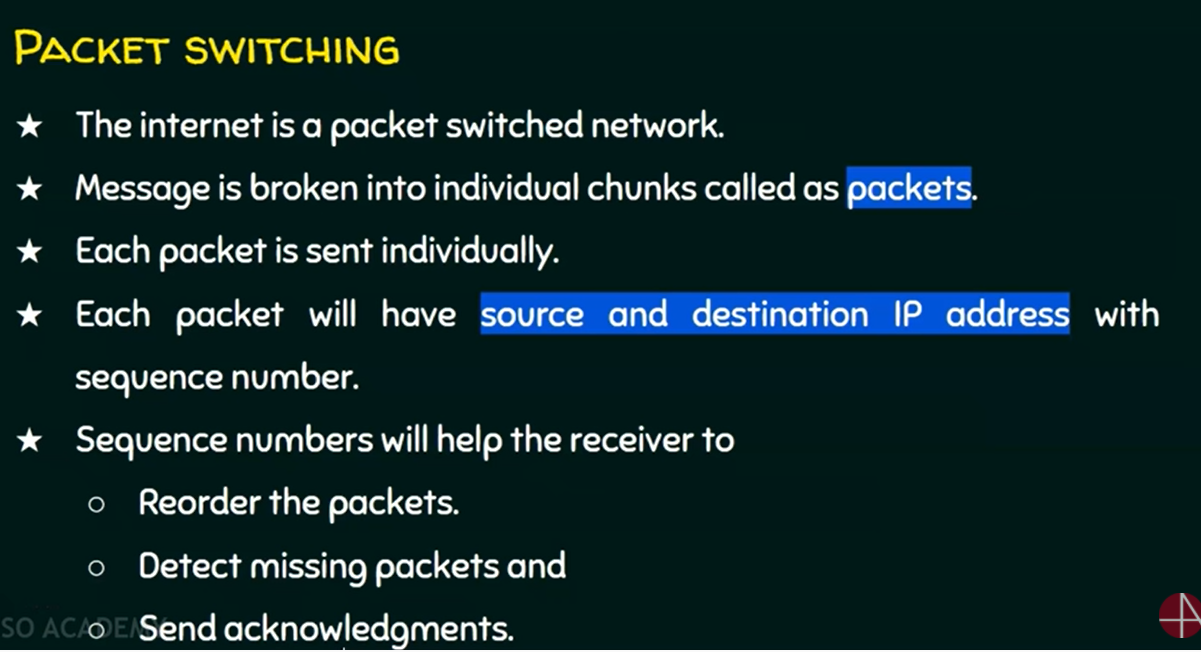 PACKET SWITCHING
★ The internet is a packet switched network.
★ Message is broken into individual chunks called as packets.
★ Each packet is sent individually.
★ Each packet will have source and destination IP address with
sequence number.
★ Sequence numbers will help the receiver to
○ Reorder the packets.
○ Detect missing packets and
○ Send acknowledgments.
SO ACADEMY